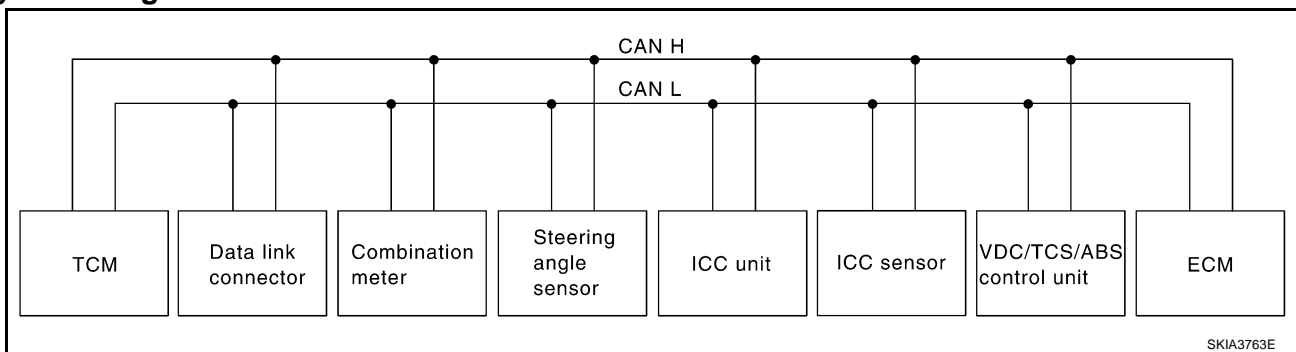 CAN H
CAN L
TCM
Data link
connector
Combination
meter
Steering
angle
sensor
ICC unit
ICC sensor
VDC/TCS/ABS
control unit
ECM
SKIA3763E